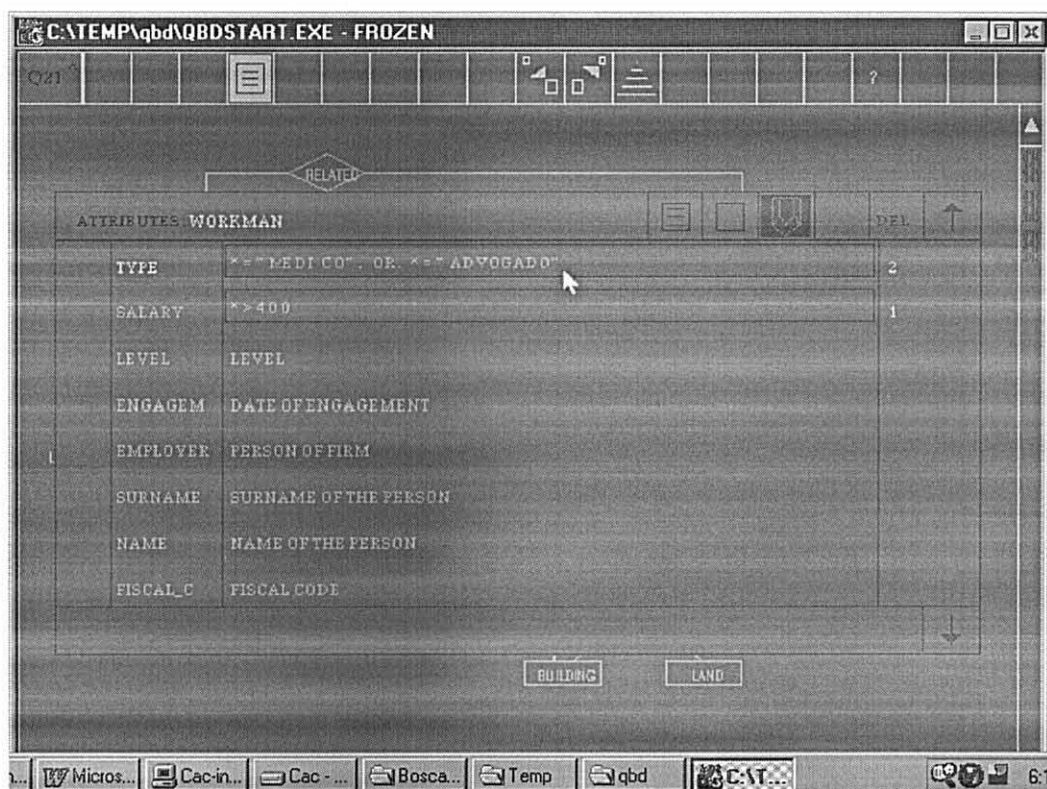 C:\TEMP\qbd\QBDSTART.EXE - FROZEN
Q21 ?
RELATED
ATTRIBUTES WORKMAN DEL
TYPE *="MEDICO". OR. *="ADVOGADO" 2
SALARY *>400 1
LEVEL LEVEL
ENGAGEM DATE OF ENGAGEMENT
EMPLOYER PERSON OF FIRM
SURNAME SURNAME OF THE PERSON
NAME NAME OF THE PERSON
FISCAL_C FISCAL CODE
BUILDING LAND
n... Micros... Cac-in... Cac - ... Bosca... Temp qbd C:\T... 6:1